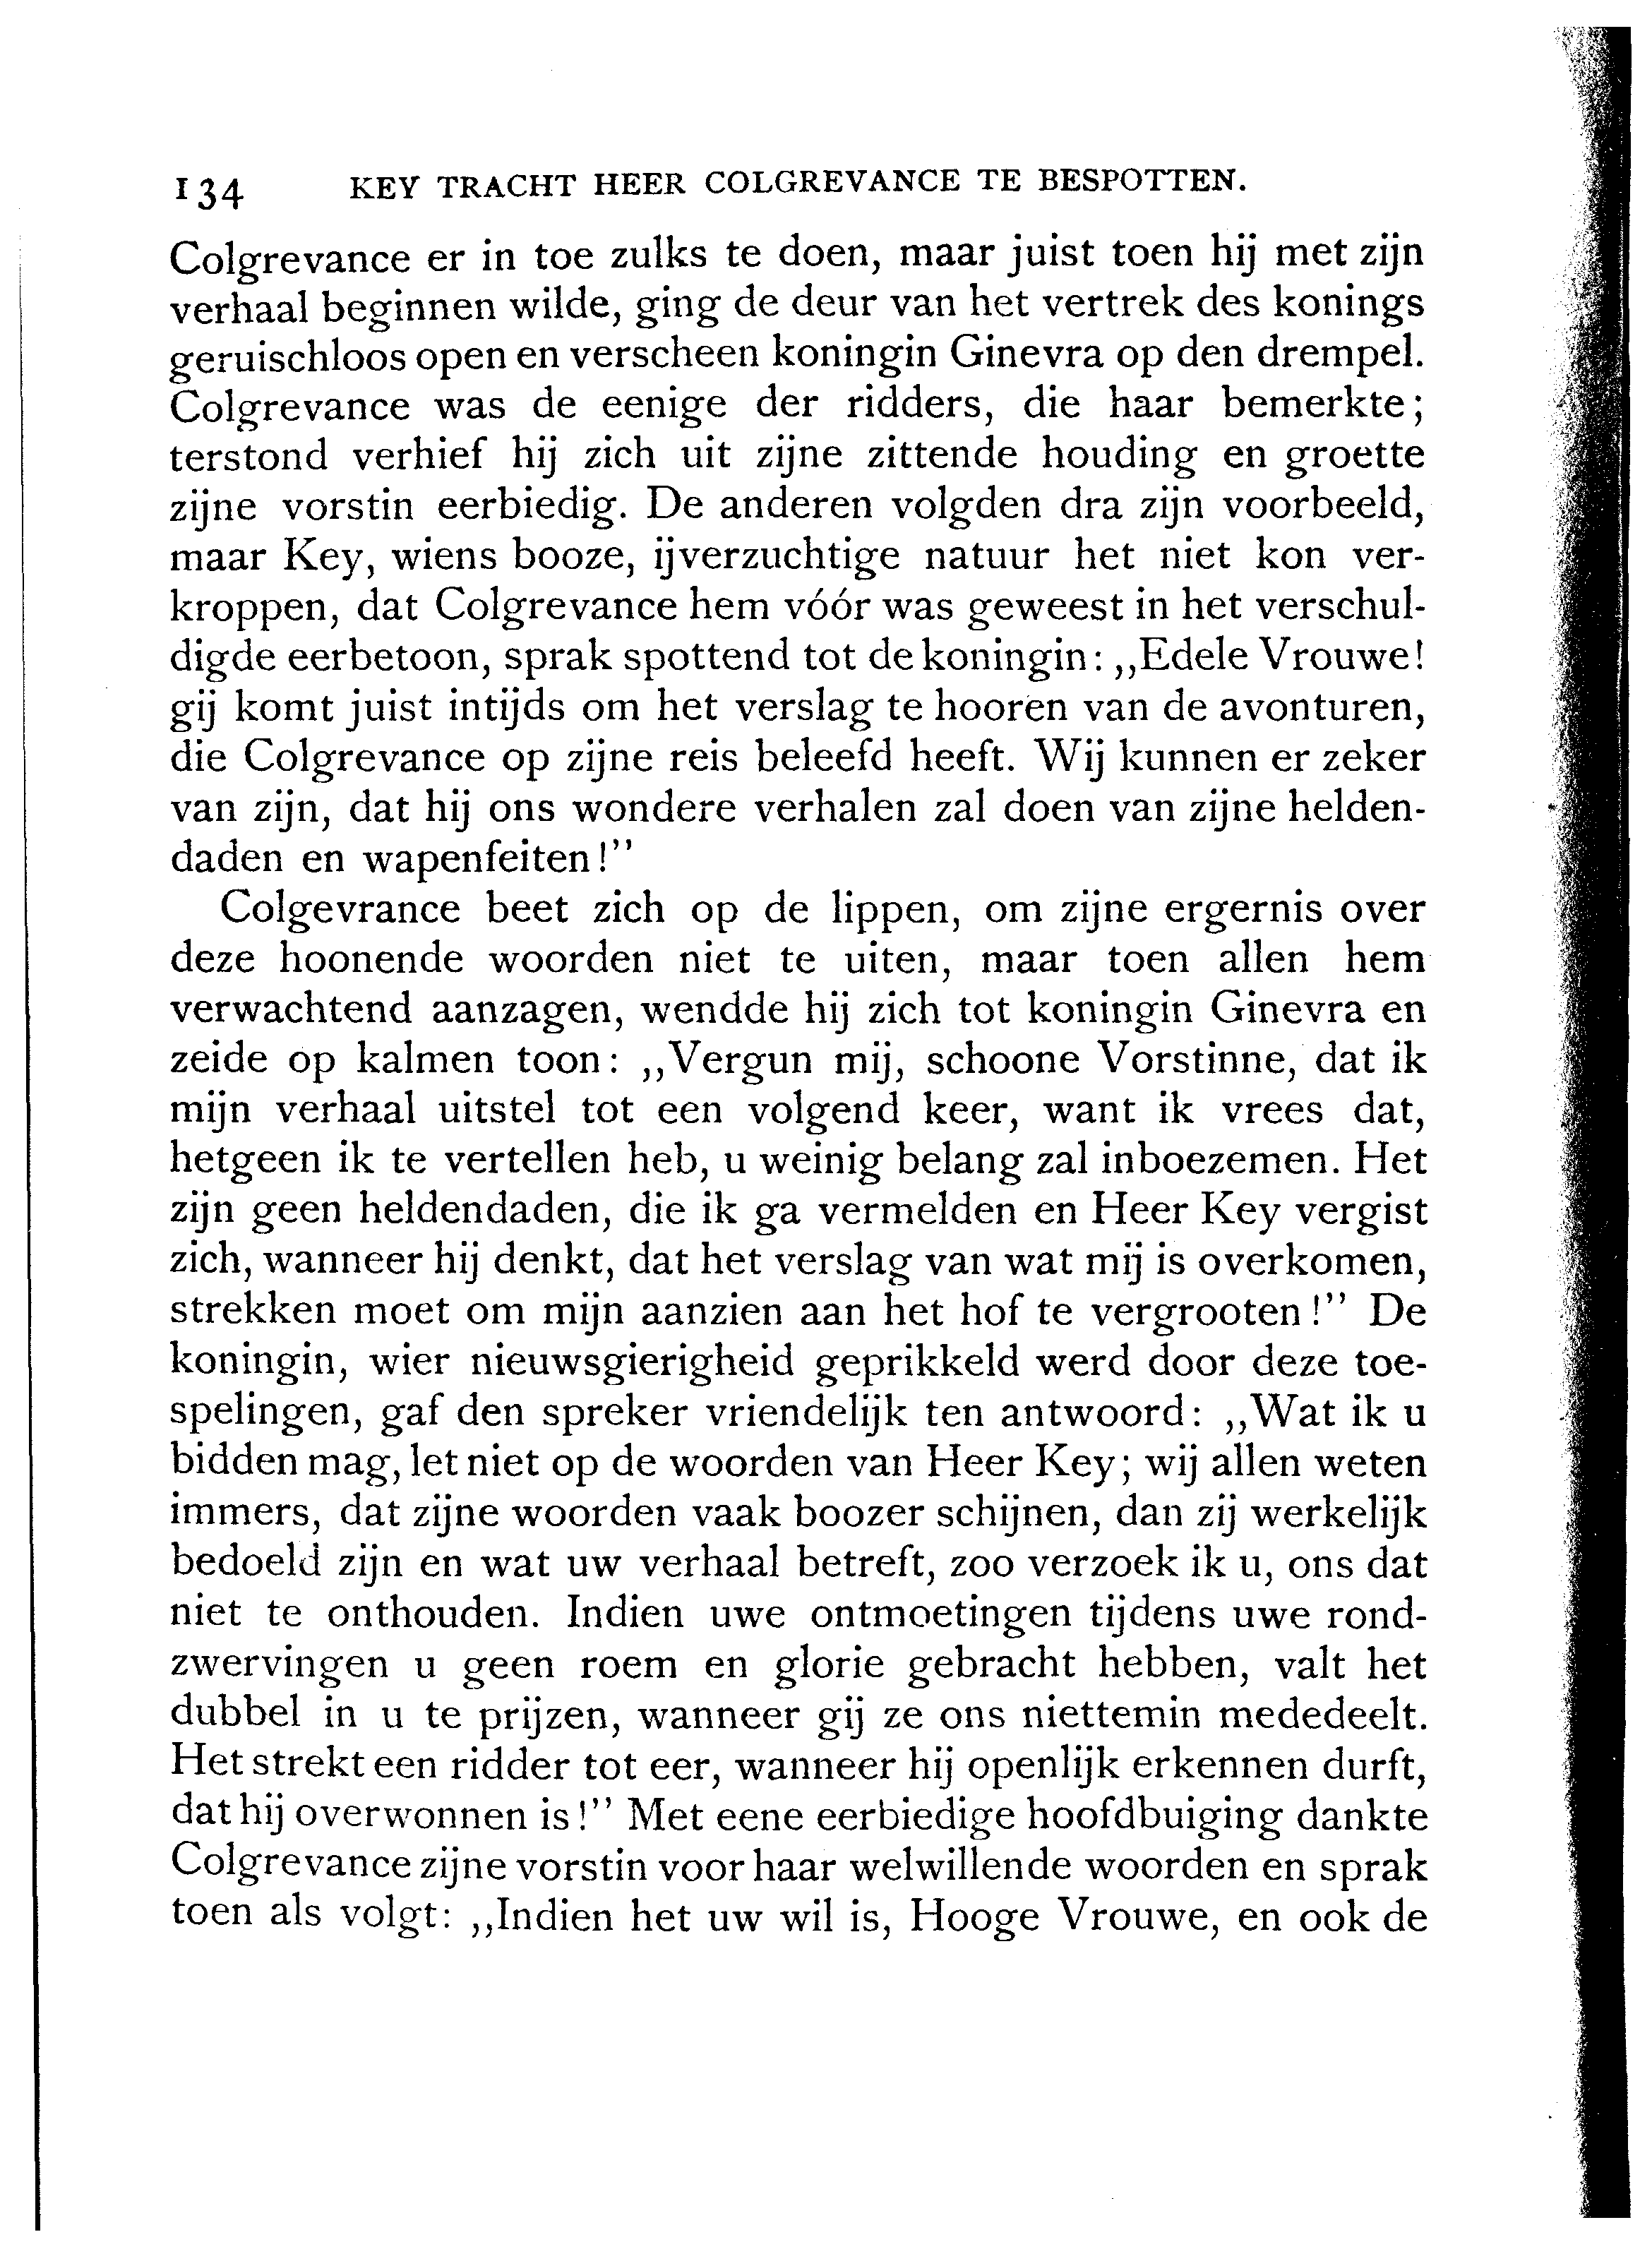 134 KEY TRACHT HEER COLGREVANCE TE BESPOTTEN.
Colgrevance er in toe zulks te doen, maar juist toen hij met zijn
verhaal beginnen wilde, ging de deur van het vertrek des konings
geruischloos open en verscheen koningin Ginevra op den drempel.
Colgrevance was de eenige der ridders, die haar bemerkte;
terstond verhief hij zich uit zijne zittende houding en groette
zijne vorstin eerbiedig. De anderen volgden dra zijn voorbeeld,
maar Key, wiens booze, ijverzuchtige natuur het niet kon ver-
kroppen, dat Colgrevance hem vóór was geweest in het verschul-
digde eerbetoon, sprak spottend tot de koningin: „Edele Vrouwe!
gij komt juist intijds om het verslag te hooren van de avonturen,
die Colgrevance op zijne reis beleefd heeft. Wij kunnen er zeker
van zijn, dat hij ons wondere verhalen zal doen van zijne helden-
daden en wapenfeiten!”
Colgevrance beet zich op de lippen, om zijne ergernis over
deze hoonende woorden niet te uiten, maar toen allen hem
verwachtend aanzagen, wendde hij zich tot koningin Ginevra en
zeide op kalmen toon: „Vergun mij, schoone Vorstinne, dat ik
mijn verhaal uitstel tot een volgend keer, want ik vrees dat,
hetgeen ik te vertellen heb, u weinig belang zal inboezemen. Het
zijn geen heldendaden, die ik ga vermelden en Heer Key vergist
zich, wanneer hij denkt, dat het verslag van wat mij is overkomen,
strekken moet om mijn aanzien aan het hof te vergrooten!” De
koningin, wier nieuwsgierigheid geprikkeld werd door deze toe-
spelingen, gaf den spreker vriendelijk ten antwoord: „Wat ik u
bidden mag, let niet op de woorden van Heer Key; wij allen weten
immers, dat zijne woorden vaak boozer schijnen, dan zij werkelijk
bedoeld zijn en wat uw verhaal betreft, zoo verzoek ik u, ons dat
niet te onthouden. Indien uwe ontmoetingen tijdens uwe rond-
zwervingen u geen roem en glorie gebracht hebben, valt het
dubbel in u te prijzen, wanneer gij ze ons niettemin mededeelt.
Het strekt een ridder tot eer, wanneer hij openlijk erkennen durft,
dat hij overwonnen is!” Met eene eerbiedige hoofdbuiging dankte
Colgrevance zijne vorstin voor haar welwillende woorden en sprak
toen als volgt: „Indien het uw wil is, Hooge Vrouwe, en ook de